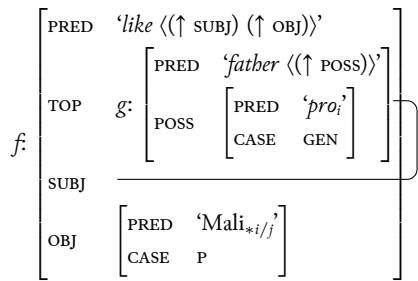 PRED ‘like ⟨(↑ SUBJ) (↑ OBJ)⟩’
PRED ‘father ⟨(↑ POSS)⟩’
TOP g: PRED ‘proᵢ’
POSS
CASE GEN
f:
SUBJ
PRED ‘Mali∗i/j’
OBJ
CASE P